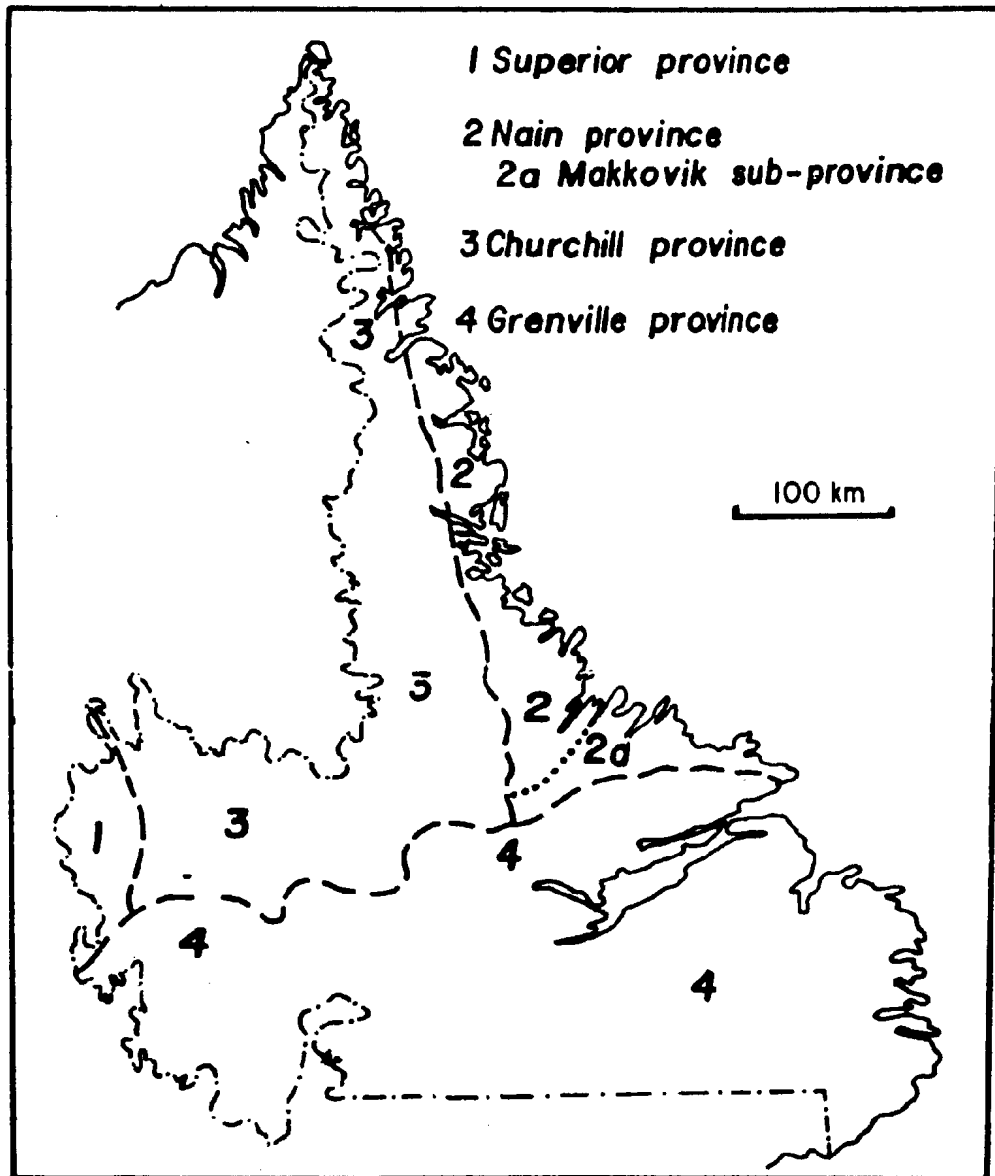 1 Superior province
2 Nain province
2a Makkovik sub-province
3 Churchill province
4 Grenville province
3
2
100 km
3
2
2a
1
3
4
4
4